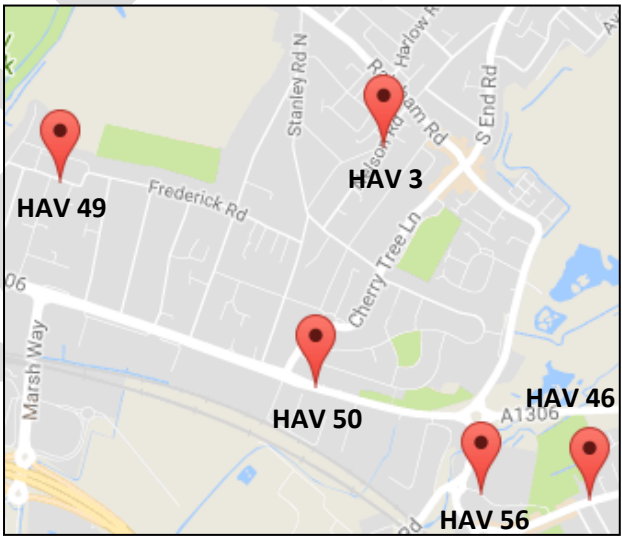 Harlow R
Stanley Rd N
S End Rd
HAV 3
HAV 49
Frederick Rd
Cherry Tree Ln
06
Marsh Way
HAV 50
HAV 46
A1306
HAV 56
Rd